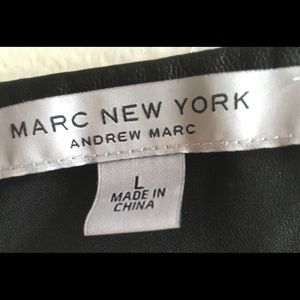 MARC NEW YORK
ANDREW MARC
L
MADE IN
CHINA